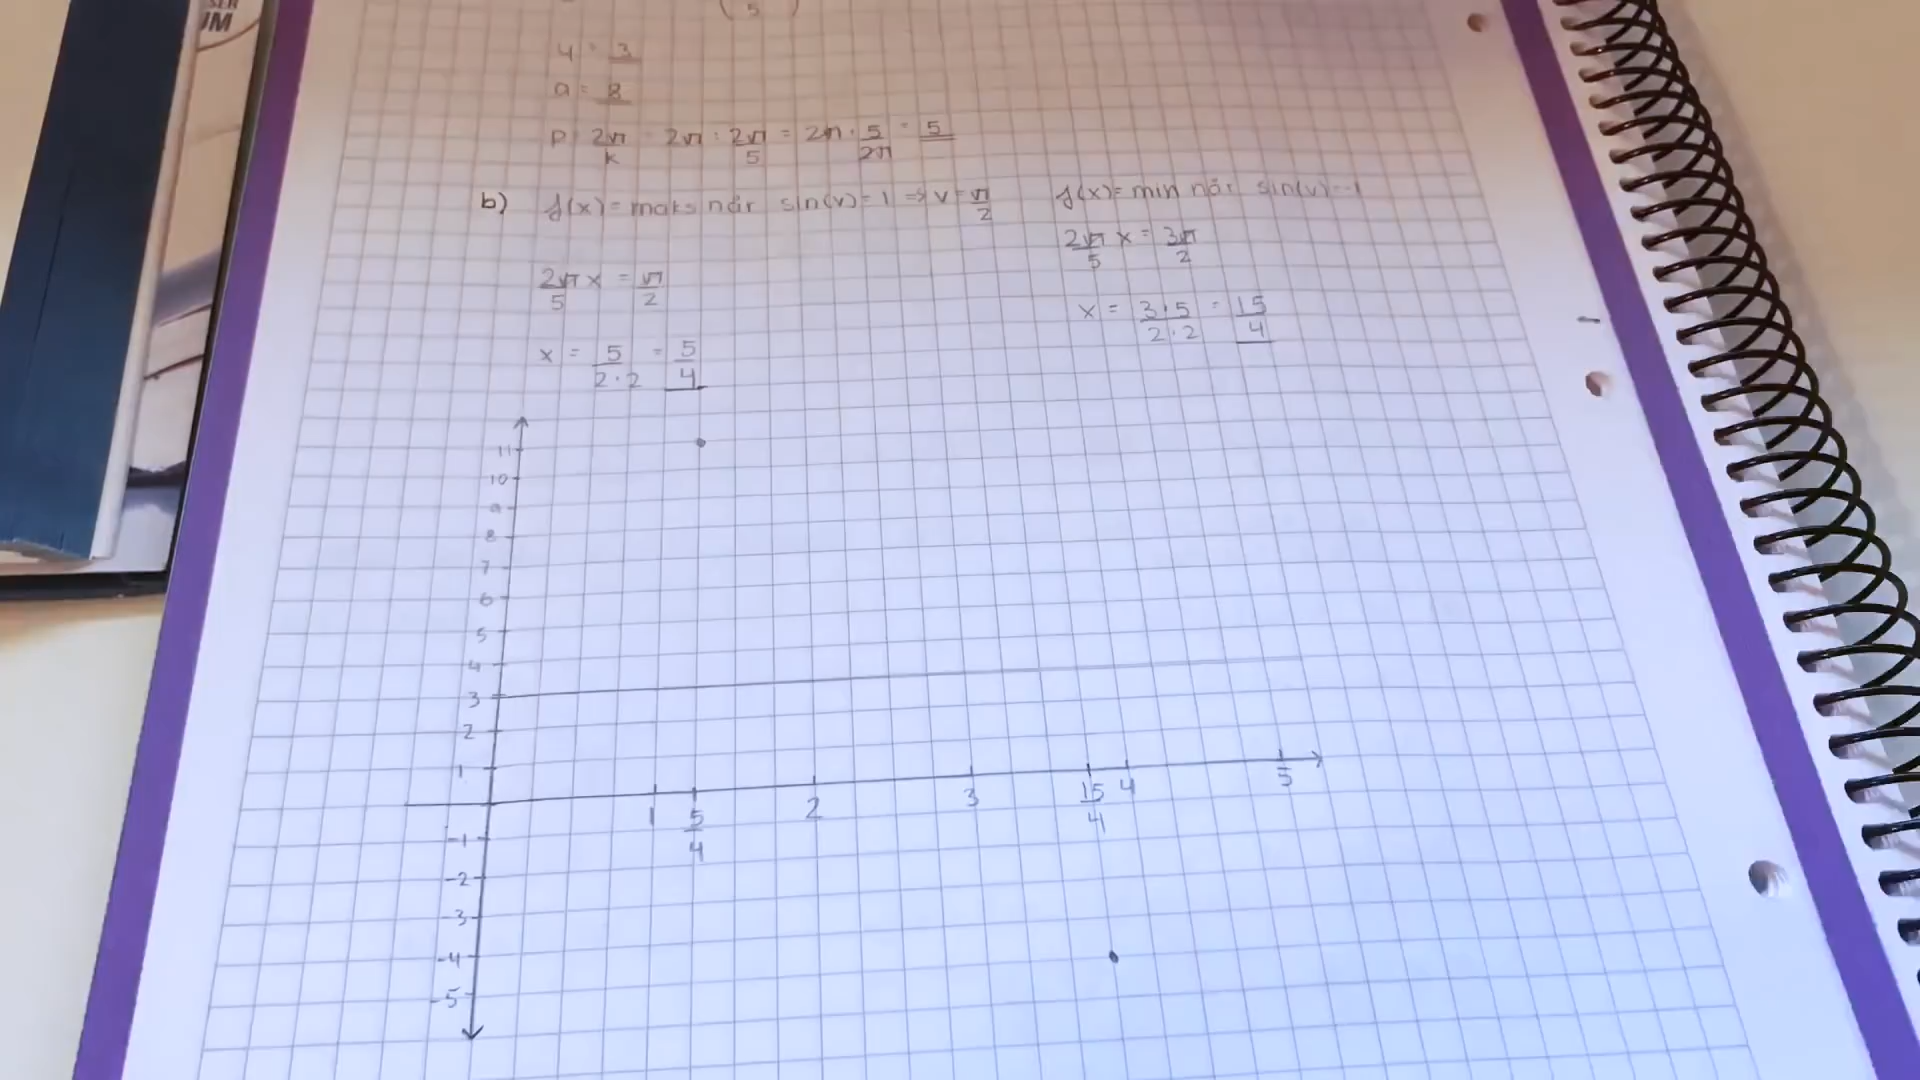 UM
5
y = 3
a = 8
p = 2π/k = 2π : 2π/5 = 2π · 5/2π = 5
b) f(x) = maks når sin(v) = 1 => v = π/2
2π/5 x = π/2
x = 5/2·2 = 5/4
f(x) = min når sin(v) = -1
2π/5 x = 3π/2
x = 3·5/2·2 = 15/4
11
10
9
8
7
6
5
4
3
2
1
-1
-2
-3
-4
-5
1 5/4 2 3 15/4 4 5